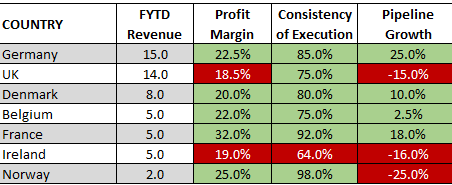 COUNTRY FYTD Revenue Profit Margin Consistency of Execution Pipeline Growth
Germany 15.0 22.5% 85.0% 25.0%
UK 14.0 18.5% 75.0% -15.0%
Denmark 8.0 20.0% 80.0% 10.0%
Belgium 5.0 22.0% 75.0% 2.5%
France 5.0 32.0% 92.0% 18.0%
Ireland 5.0 19.0% 64.0% -16.0%
Norway 2.0 25.0% 98.0% -25.0%